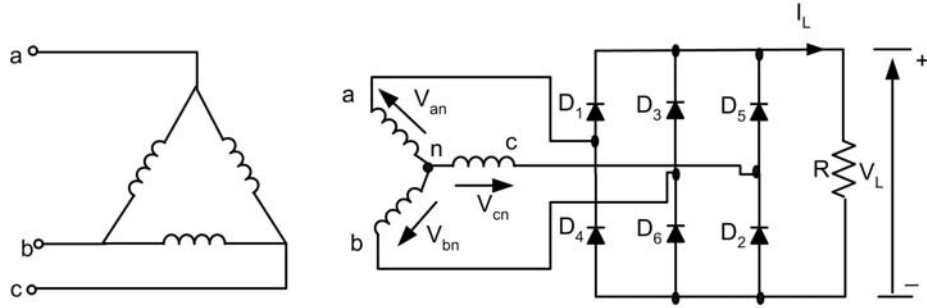 a
b
c
a
V_an
n
c
V_cn
b
V_bn
D_1
D_3
D_5
D_4
D_6
D_2
I_L
R
V_L
+
–